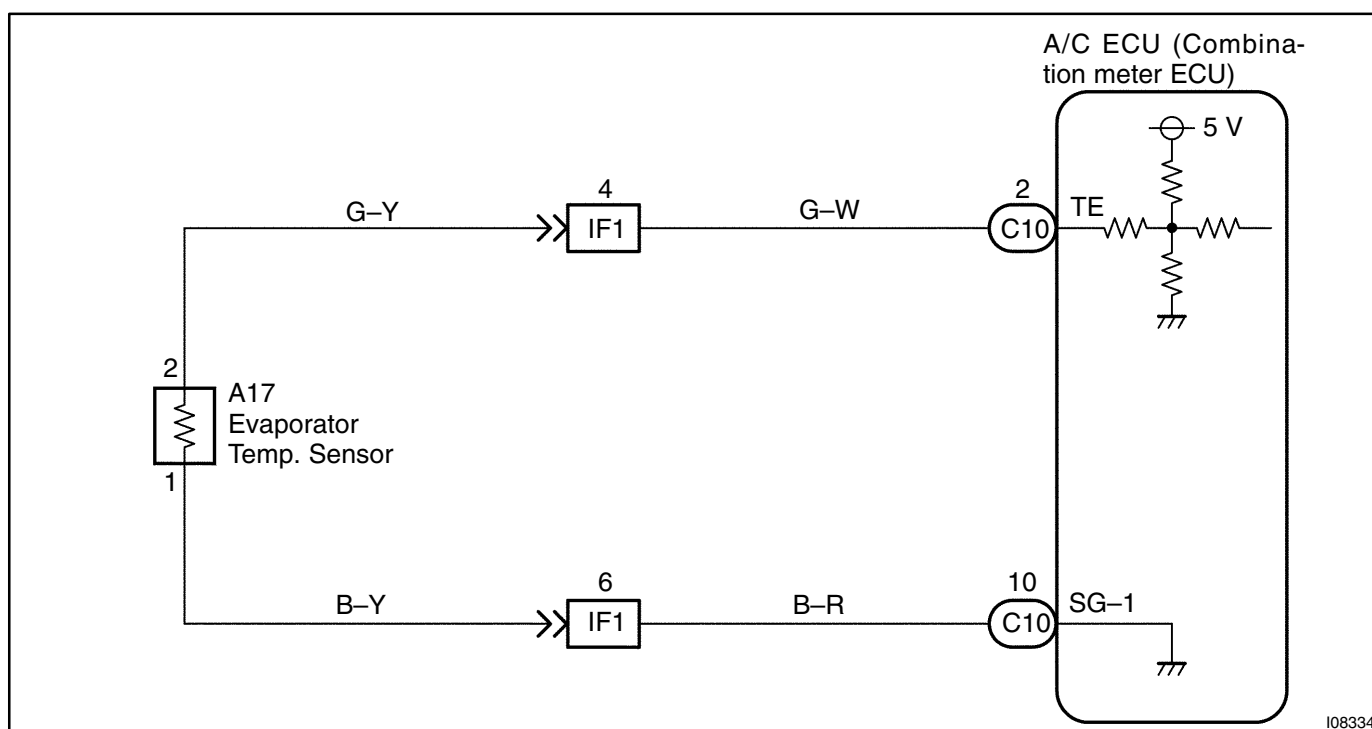 A/C ECU (Combina-
tion meter ECU)
5 V
G–Y
4
IF1
G–W
2
C10
TE
2
A17
Evaporator
Temp. Sensor
1
B–Y
6
IF1
B–R
10
C10
SG–1
I08334